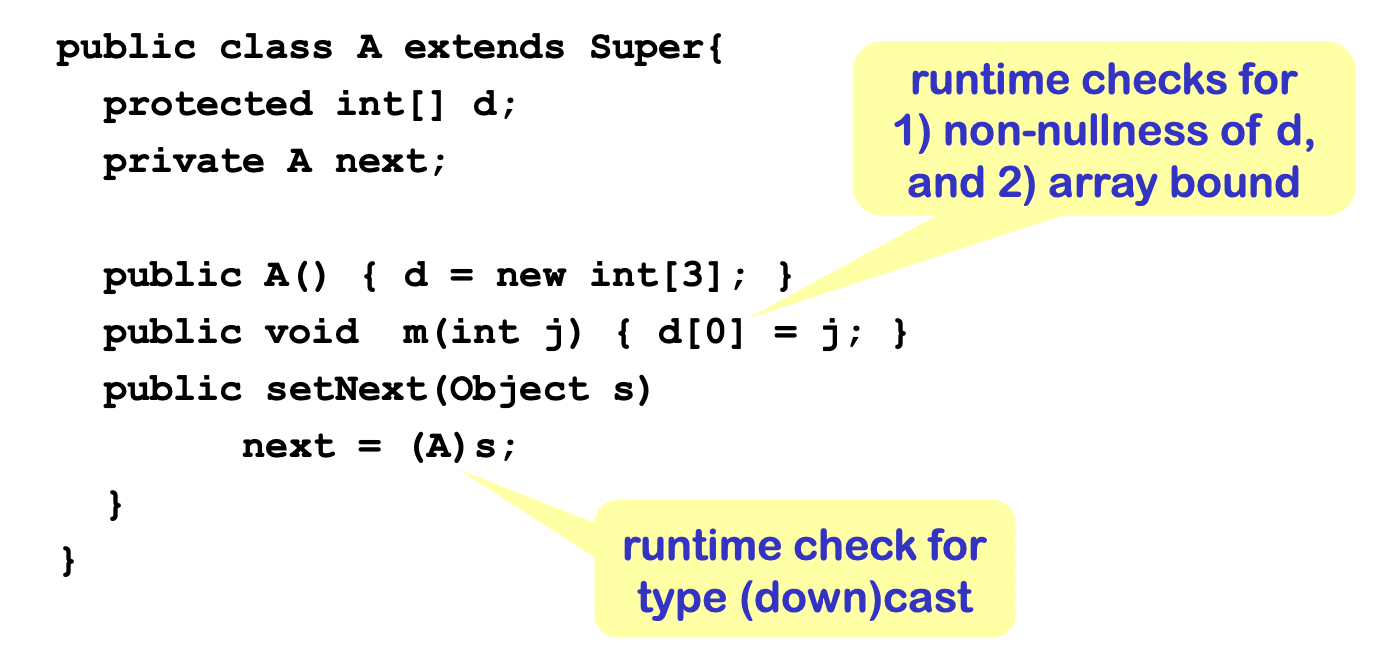 public class A extends Super{
protected int[] d;
private A next;
public A() { d = new int[3]; }
public void  m(int j) { d[0] = j; }
public setNext(Object s)
next = (A)s;
}
}
runtime checks for
1) non-nullness of d,
and 2) array bound
runtime check for
type (down)cast